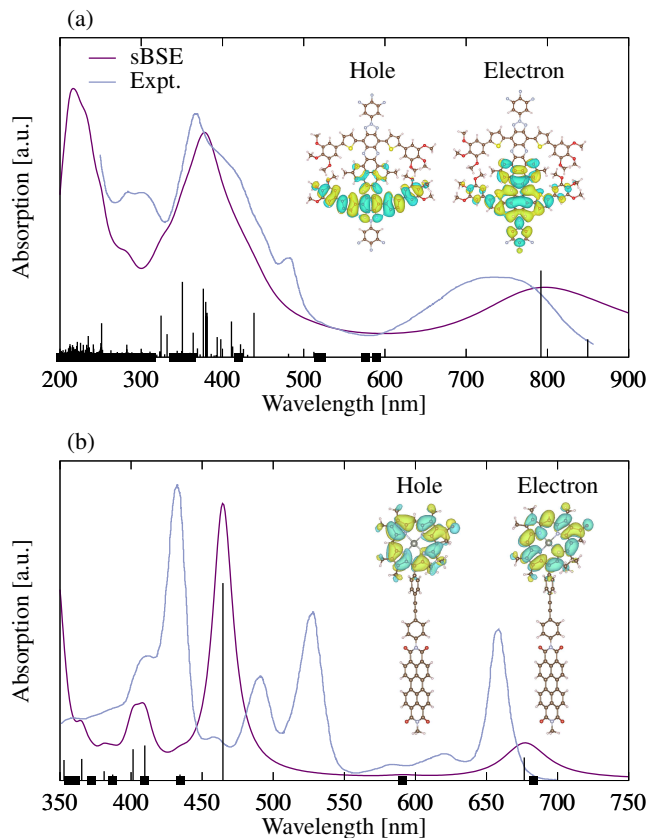 (a)
sBSE
Expt.
Hole Electron
Absorption [a.u.]
200 300 400 500 600 700 800 900
Wavelength [nm]
(b)
Hole Electron
Absorption [a.u.]
350 400 450 500 550 600 650 700 750
Wavelength [nm]